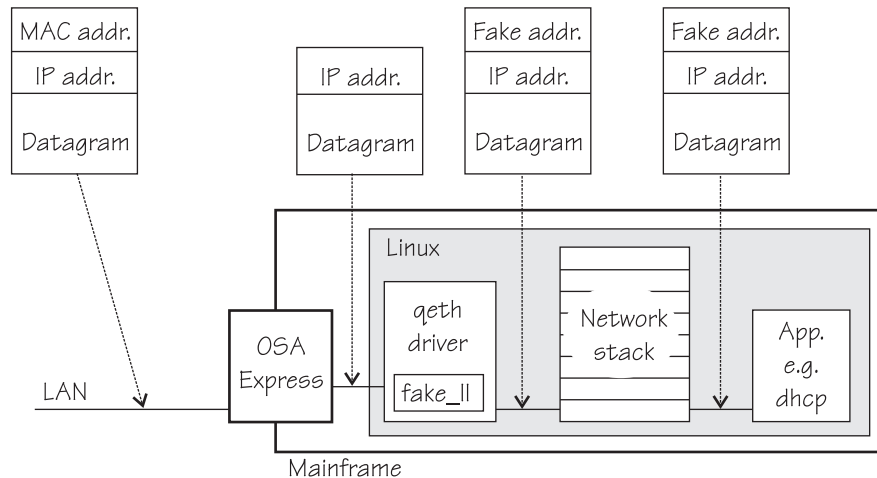 MAC addr.
IP addr.
Datagram
IP addr.
Datagram
Fake addr.
IP addr.
Datagram
Fake addr.
IP addr.
Datagram
Linux
qeth
driver
fake_ll
Network
stack
App.
e.g.
dhcp
OSA
Express
LAN
Mainframe